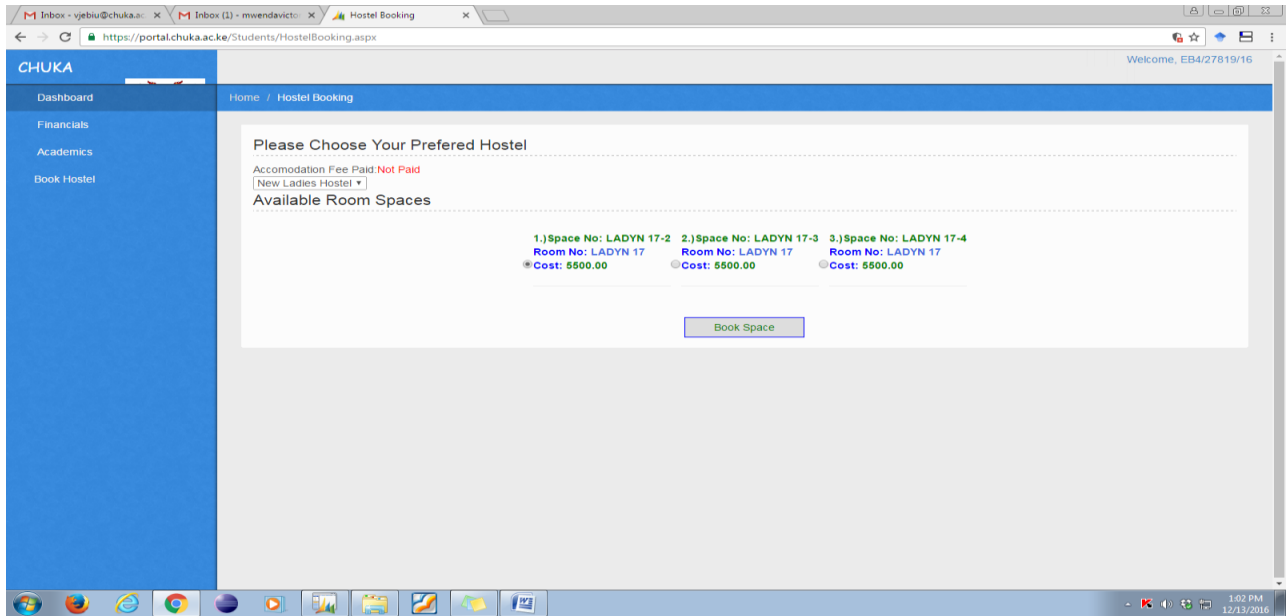 Inbox - vjebiu@chuka.ac. Inbox (1) - mwendavicto Hostel Booking
https://portal.chuka.ac.ke/Students/HostelBooking.aspx
Welcome, EB4/27819/16
CHUKA
Home / Hostel Booking
Dashboard
Financials
Academics
Book Hostel
Please Choose Your Prefered Hostel
Accomodation Fee Paid:Not Paid
New Ladies Hostel
Available Room Spaces
1.)Space No: LADYN 17-2 2.)Space No: LADYN 17-3 3.)Space No: LADYN 17-4
Room No: LADYN 17 Room No: LADYN 17 Room No: LADYN 17
Cost: 5500.00 Cost: 5500.00 Cost: 5500.00
Book Space
1:02 PM
12/13/2016